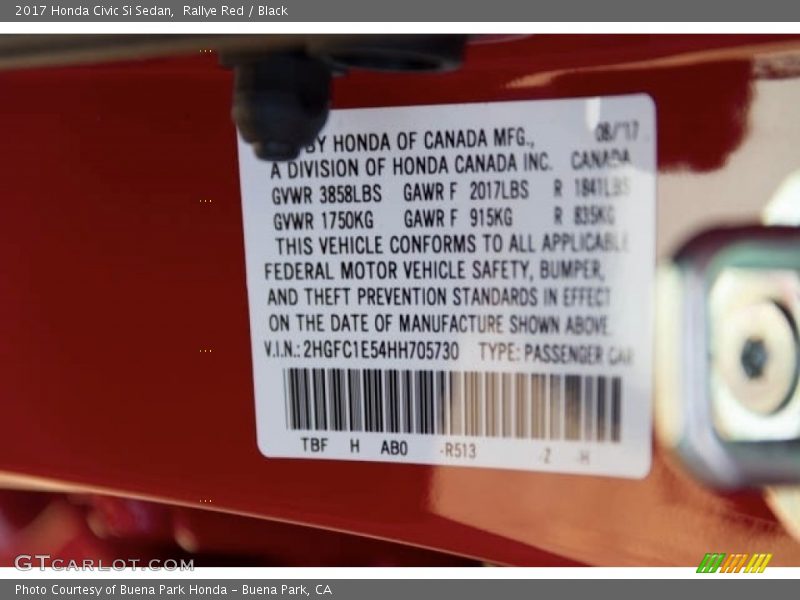 2017 Honda Civic Si Sedan, Rallye Red / Black
BY HONDA OF CANADA MFG., 08/'17
A DIVISION OF HONDA CANADA INC. CANADA
GVWR 3858LBS GAWR F 2017LBS R 1841LBS
GVWR 1750KG GAWR F 915KG R 835KG
THIS VEHICLE CONFORMS TO ALL APPLICABLE
FEDERAL MOTOR VEHICLE SAFETY, BUMPER,
AND THEFT PREVENTION STANDARDS IN EFFECT
ON THE DATE OF MANUFACTURE SHOWN ABOVE.
V.I.N.: 2HGFC1E54HH705730 TYPE: PASSENGER CAR
TBF H AB0 -R513 -Z -H
GTCARLOT.COM
Photo Courtesy of Buena Park Honda - Buena Park, CA